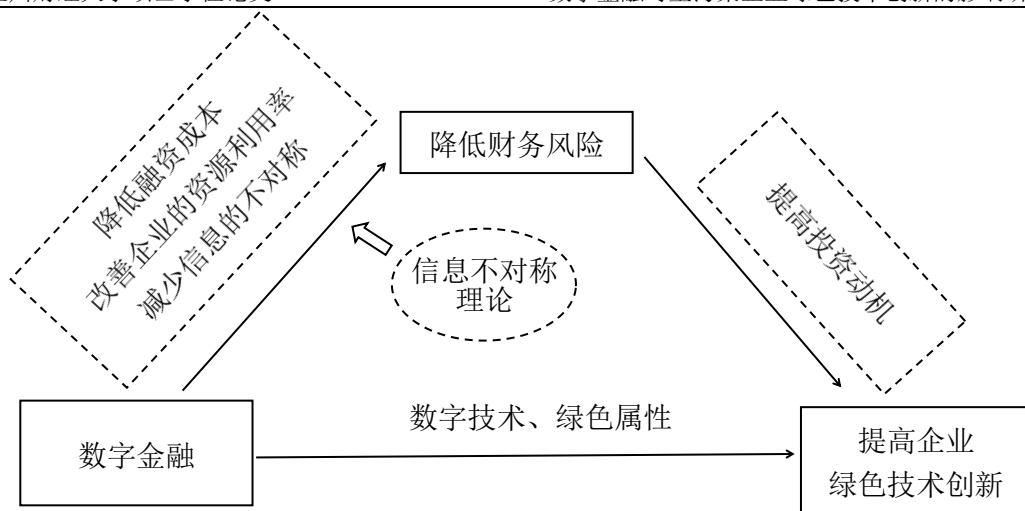 降低融资成本
改善企业的资源利用率
减少信息的不对称
降低财务风险
提高投资动机
信息不对称
理论
数字技术、绿色属性
数字金融
提高企业
绿色技术创新